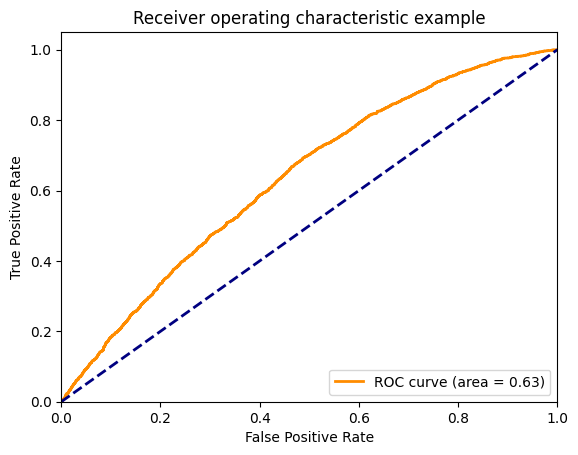 Receiver operating characteristic example
1.0
0.8
0.6
0.4
0.2
0.0
True Positive Rate
ROC curve (area = 0.63)
0.0 0.2 0.4 0.6 0.8 1.0
False Positive Rate